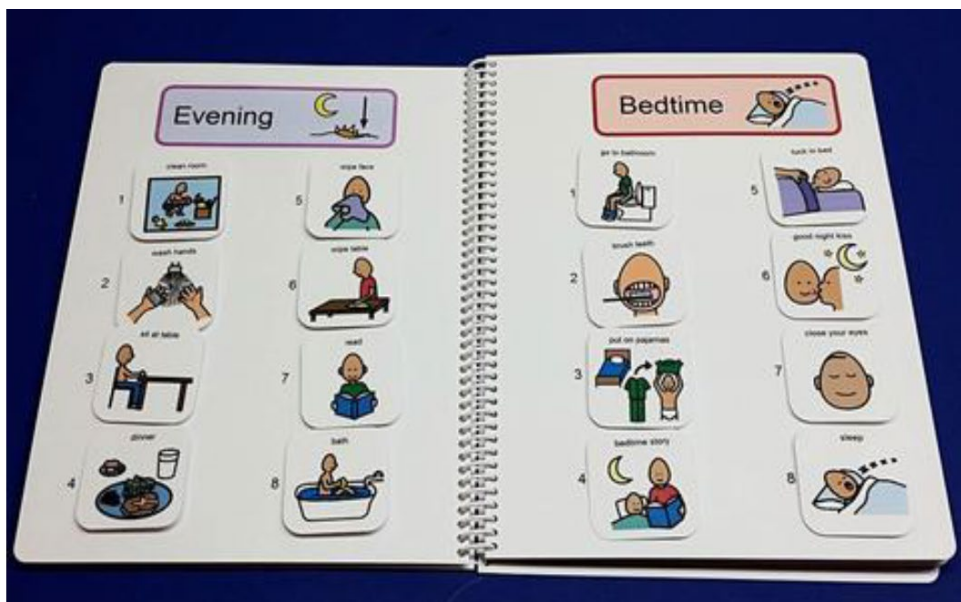 Evening
1
clean room
2
wash hands
3
sit at table
4
dinner
5
wipe face
6
wipe table
7
read
8
bath
Bedtime
1
go to bathroom
2
brush teeth
3
put on pajamas
4
bedtime story
5
tuck in bed
6
good night kiss
7
close your eyes
8
sleep